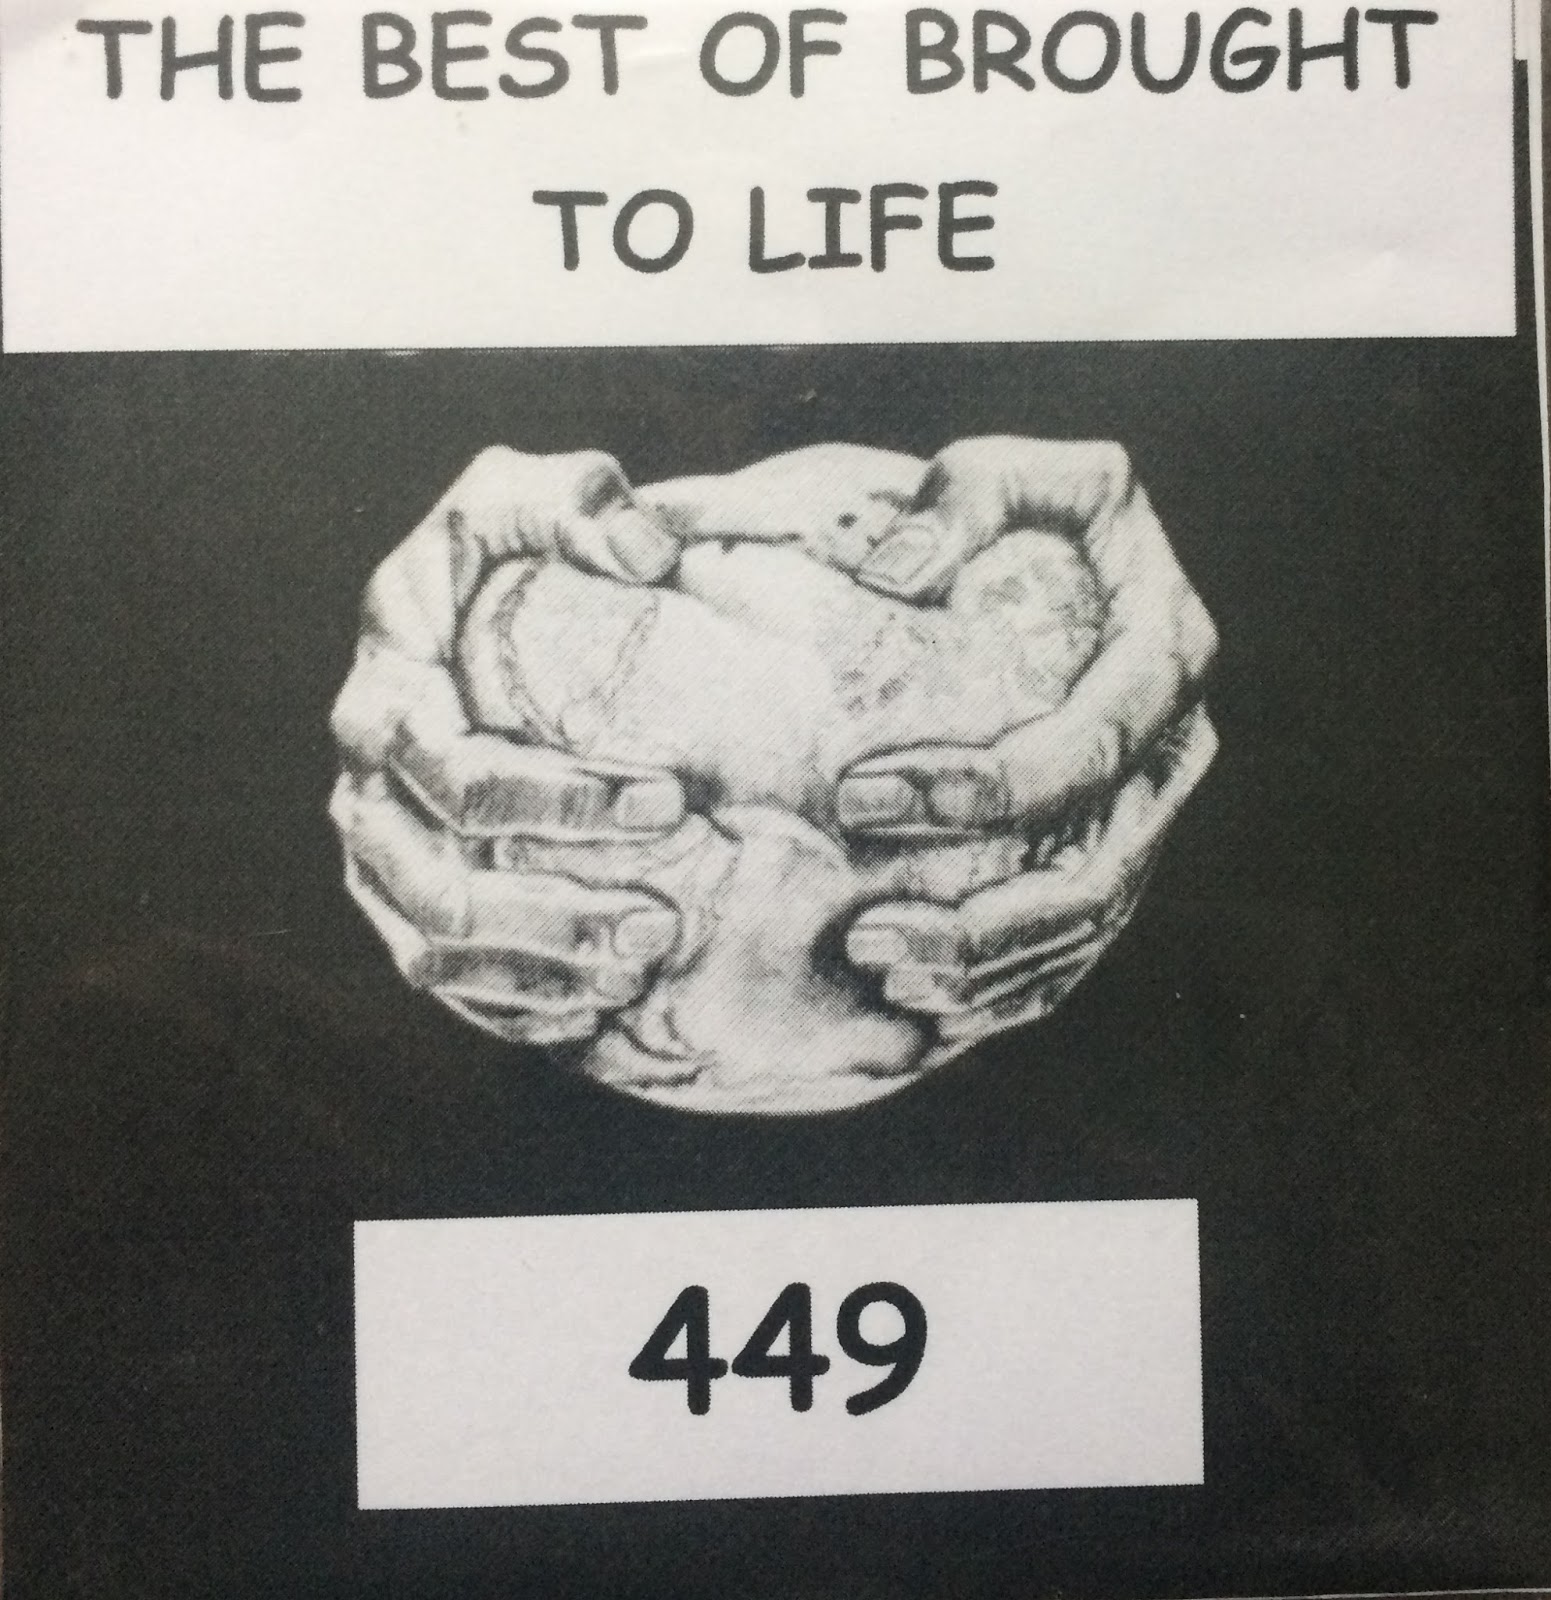 THE BEST OF BROUGHT
TO LIFE
449